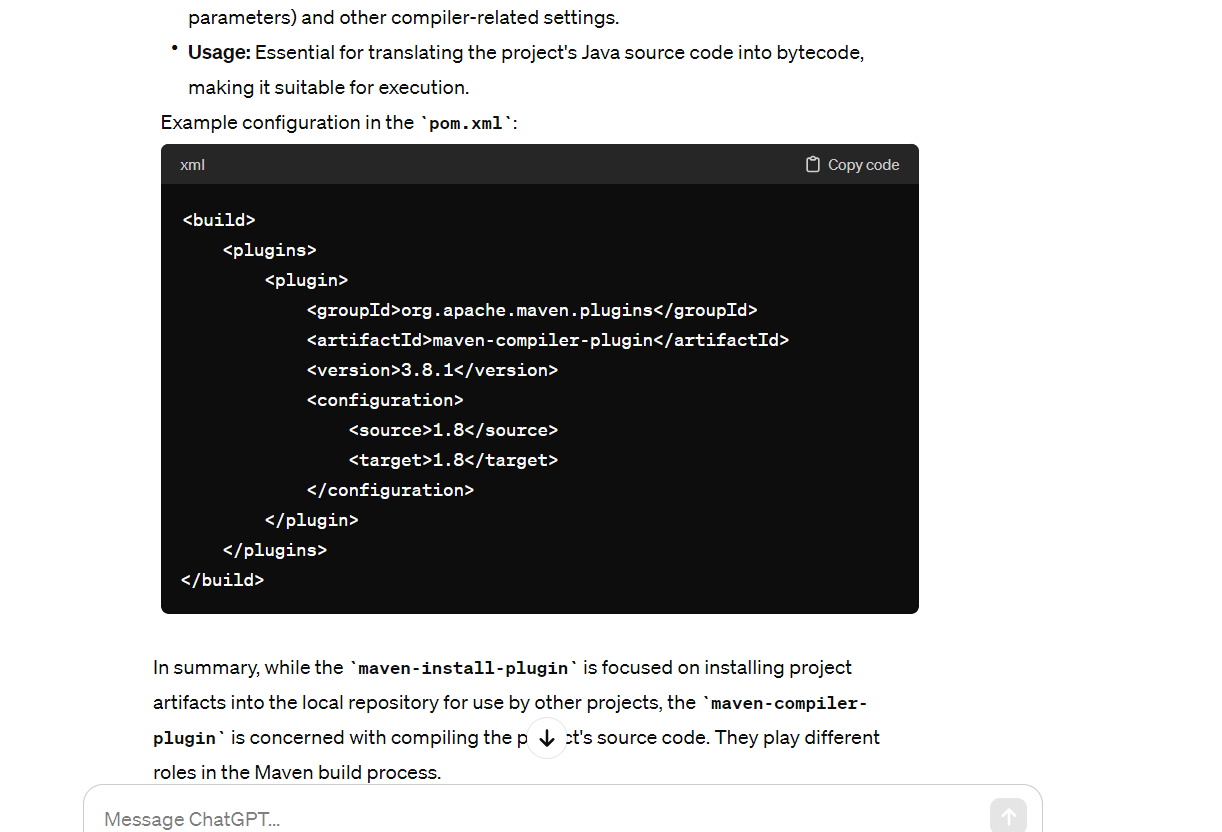 parameters) and other compiler-related settings.
• Usage: Essential for translating the project's Java source code into bytecode,
making it suitable for execution.
Example configuration in the `pom.xml`:
xml Copy code
<build>
    <plugins>
        <plugin>
            <groupId>org.apache.maven.plugins</groupId>
            <artifactId>maven-compiler-plugin</artifactId>
            <version>3.8.1</version>
            <configuration>
                <source>1.8</source>
                <target>1.8</target>
            </configuration>
        </plugin>
    </plugins>
</build>
In summary, while the `maven-install-plugin` is focused on installing project
artifacts into the local repository for use by other projects, the `maven-compiler-
plugin` is concerned with compiling the p ct's source code. They play different
roles in the Maven build process.
Message ChatGPT...